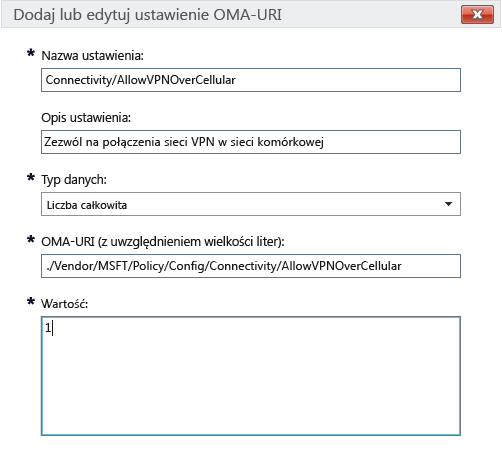 Dodaj lub edytuj ustawienie OMA-URI
* Nazwa ustawienia:
Connectivity/AllowVPNOverCellular
Opis ustawienia:
Zezwól na połączenia sieci VPN w sieci komórkowej
* Typ danych:
Liczba całkowita
* OMA-URI (z uwzględnieniem wielkości liter):
./Vendor/MSFT/Policy/Config/Connectivity/AllowVPNOverCellular
* Wartość:
1